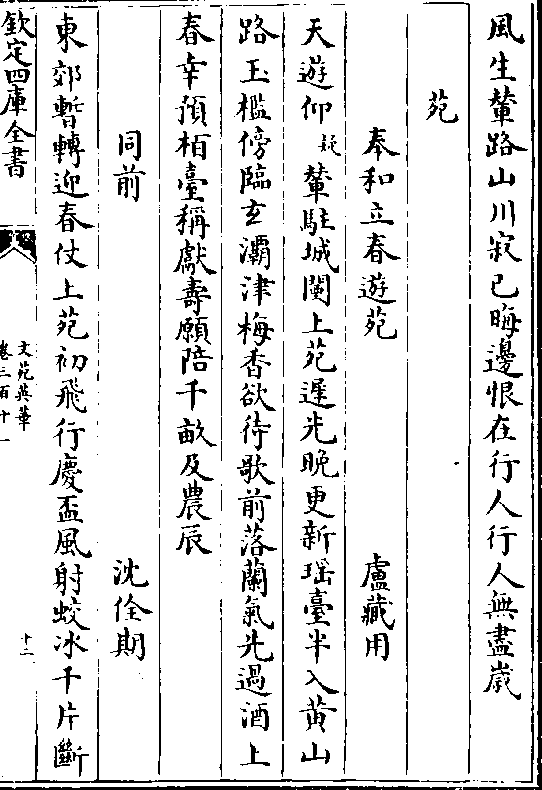 風生輦路山川寂已晦邊恨在行人行人無盡歲
苑
奉和立春遊苑 盧藏用
天遊仰疑輦駐城闉上苑遲光晚更新瑶臺半入黄山
路玉檻傍臨玄灞津梅香欲待歌前落蘭氣先過酒上
春幸預栢臺稱獻壽願陪千畝及農辰
同前 沈佺期
東郊暫轉迎春仗上苑初飛行慶盃風射蛟冰千片斷
欽定四庫全書
文苑英華
卷三百十一
十二